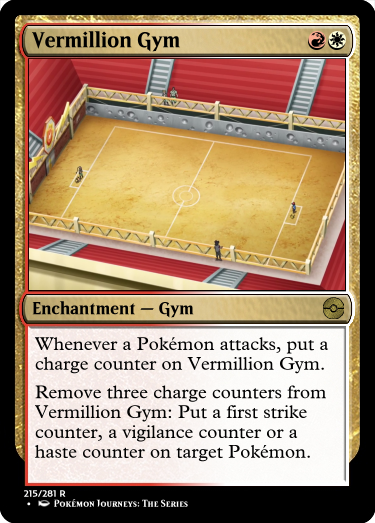 Vermillion Gym
Enchantment — Gym
Whenever a Pokémon attacks, put a
charge counter on Vermillion Gym.
Remove three charge counters from
Vermillion Gym: Put a first strike
counter, a vigilance counter or a
haste counter on target Pokémon.
215/281 R
• Pokémon Journeys: The Series